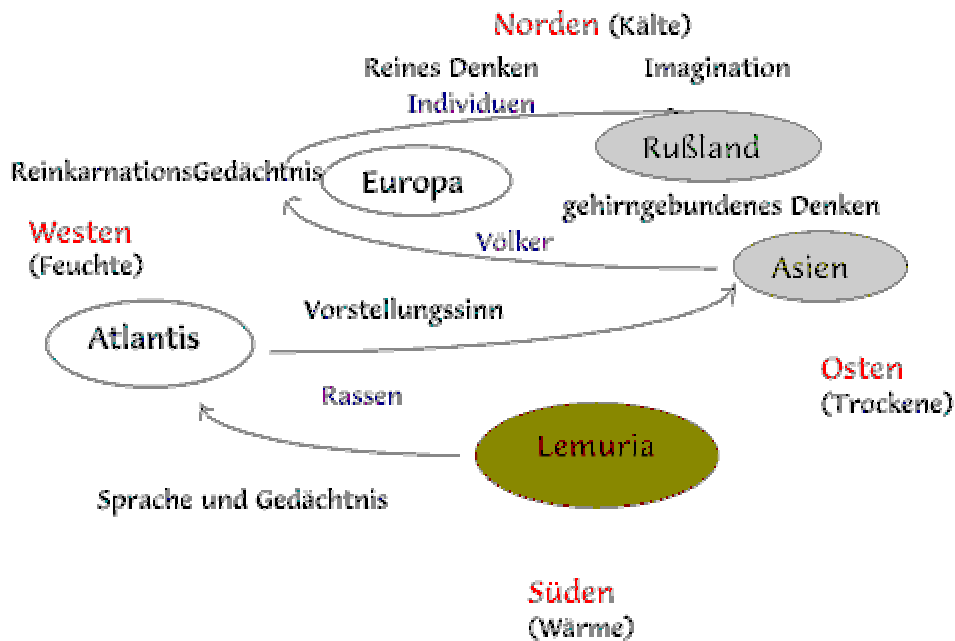 Norden (Kälte)
Reines Denken Imagination
Individuen
Rußland
ReinkarnationsGedächtnis
Europa
gehirngebundenes Denken
Westen
(Feuchte)
Völker
Asien
Vorstellungssinn
Atlantis
Osten
(Trockene)
Rassen
Lemuria
Sprache und Gedächtnis
Süden
(Wärme)